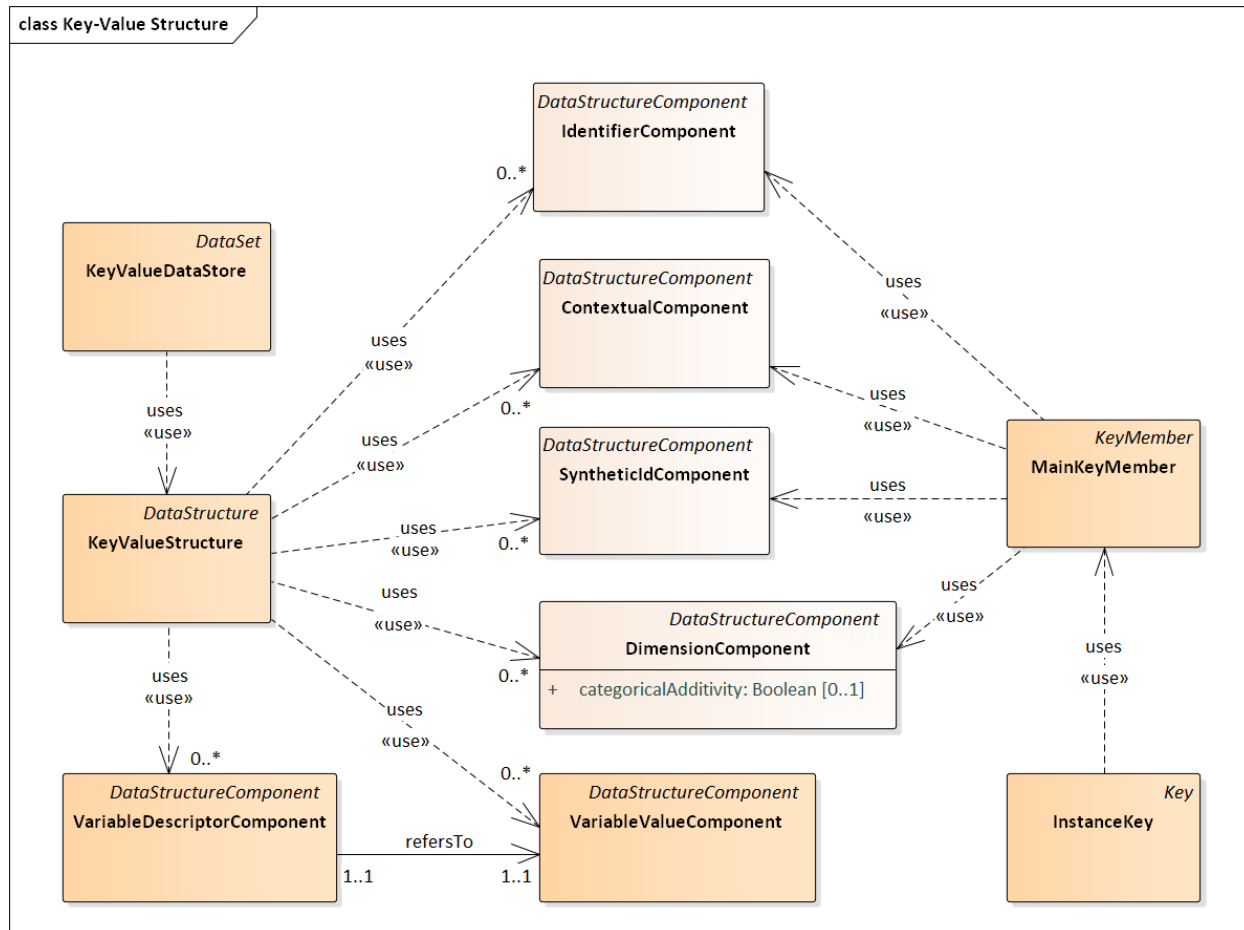 class Key-Value Structure
DataStructureComponent
IdentifierComponent
0..*
DataSet
KeyValueDataStore
uses
«use»
DataStructureComponent
ContextualComponent
uses
«use»
0..*
uses
«use»
uses
«use»
uses
«use»
KeyMember
MainKeyMember
DataStructureComponent
SyntheticIdComponent
uses
«use»
DataStructure
KeyValueStructure
uses
«use»
0..*
uses
«use»
DataStructureComponent
DimensionComponent
+ categoricalAdditivity: Boolean [0..1]
0..*
uses
«use»
uses
«use»
uses
«use»
uses
«use»
0..*
0..*
DataStructureComponent
VariableDescriptorComponent
refersTo
1..1
1..1
DataStructureComponent
VariableValueComponent
Key
InstanceKey